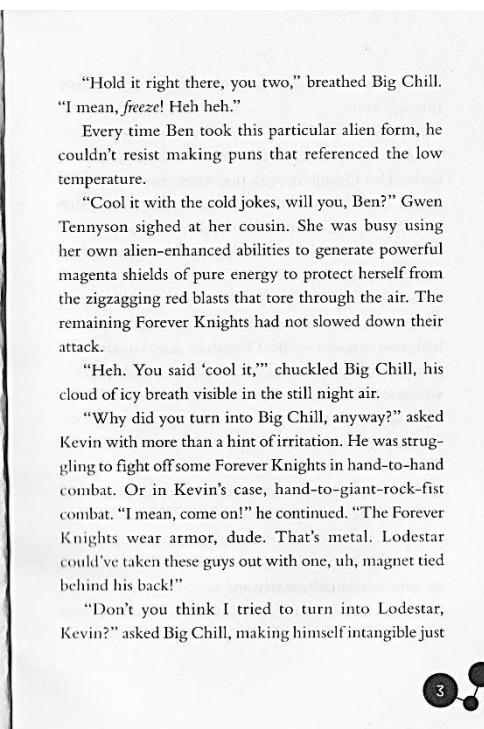 “Hold it right there, you two,” breathed Big Chill.
“I mean, freeze! Heh heh.”
Every time Ben took this particular alien form, he
couldn’t resist making puns that referenced the low
temperature.
“Cool it with the cold jokes, will you, Ben?” Gwen
Tennyson sighed at her cousin. She was busy using
her own alien-enhanced abilities to generate powerful
magenta shields of pure energy to protect herself from
the zigzagging red blasts that tore through the air. The
remaining Forever Knights had not slowed down their
attack.
“Heh. You said ‘cool it,’” chuckled Big Chill, his
cloud of icy breath visible in the still night air.
“Why did you turn into Big Chill, anyway?” asked
Kevin with more than a hint of irritation. He was strug-
gling to fight off some Forever Knights in hand-to-hand
combat. Or in Kevin’s case, hand-to-giant-rock-fist
combat. “I mean, come on!” he continued. “The Forever
Knights wear armor, dude. That’s metal. Lodestar
could’ve taken these guys out with one, uh, magnet tied
behind his back!”
“Don’t you think I tried to turn into Lodestar,
Kevin?” asked Big Chill, making himself intangible just
3